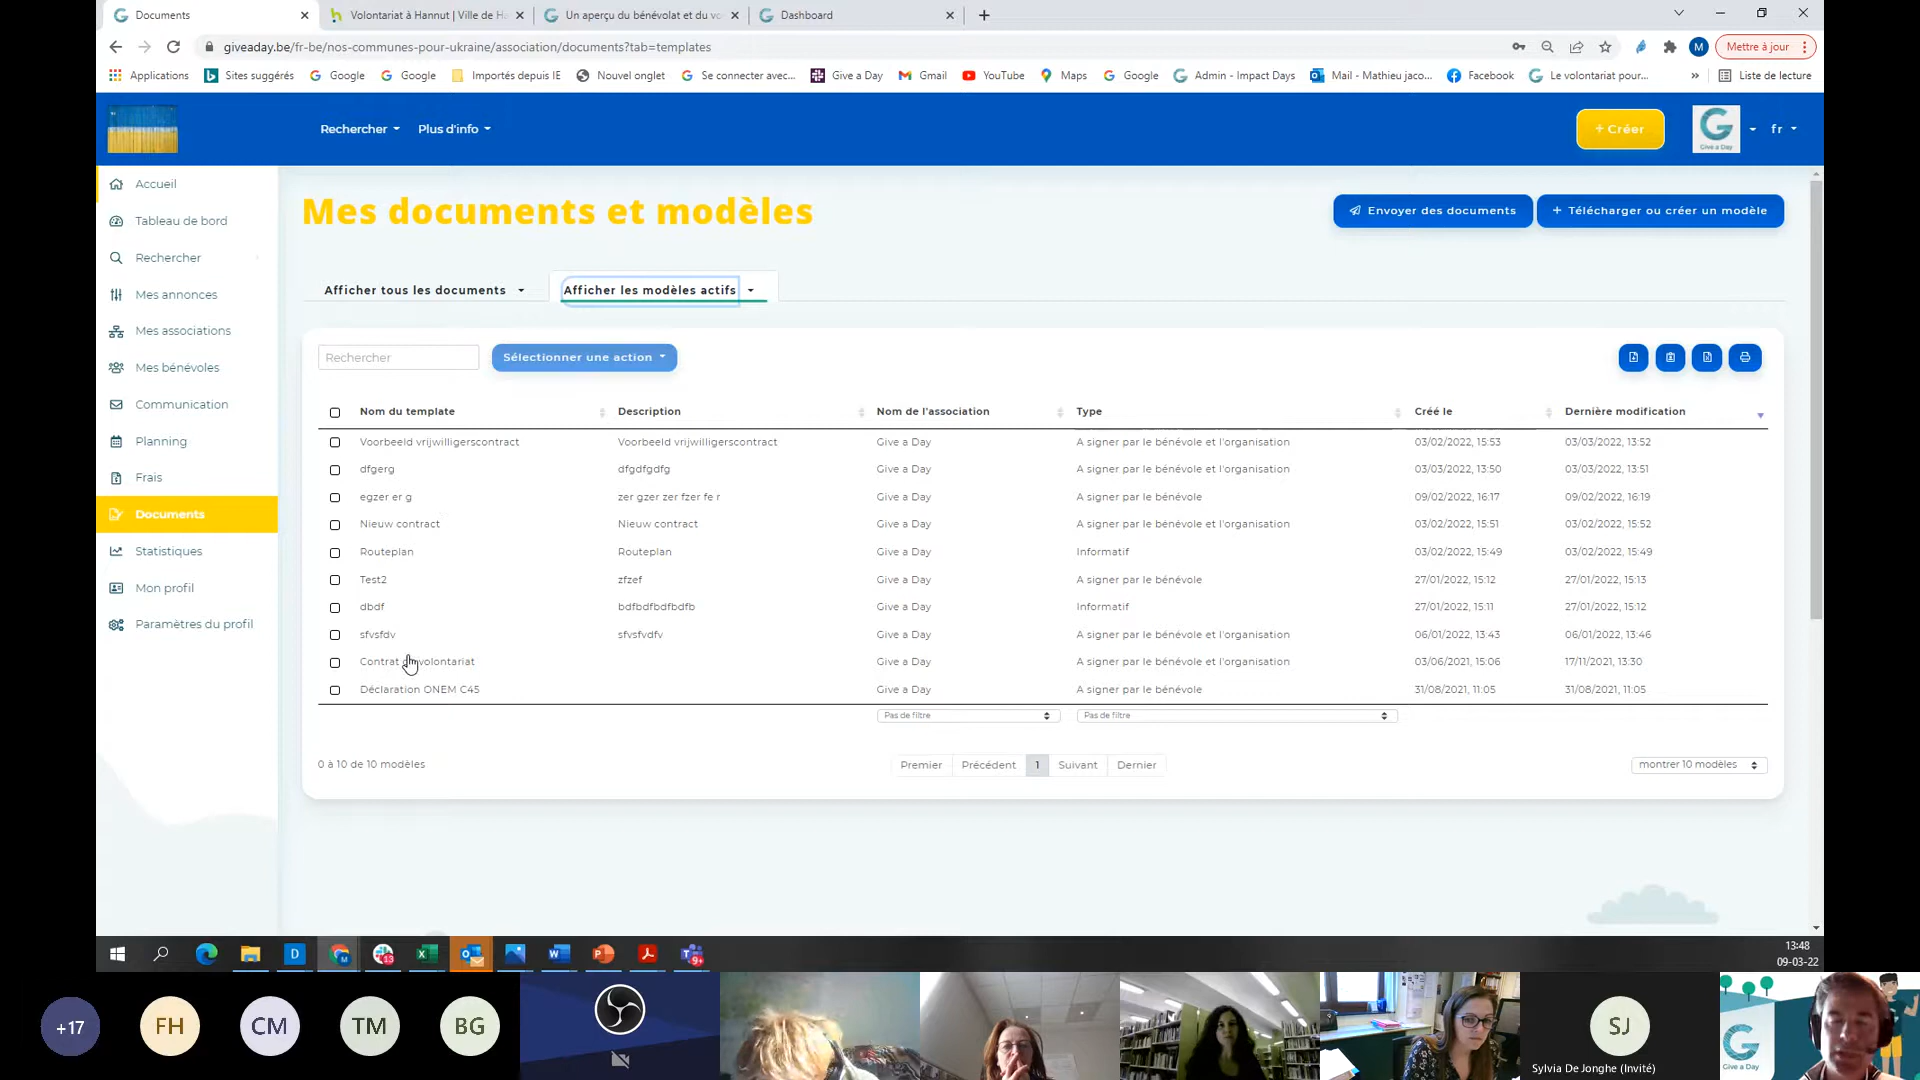 Documents
Volontariat à Hannut | Ville de Ha
Un aperçu du bénévolat et du vo
Dashboard
giveaday.be/fr-be/nos-communes-pour-ukraine/association/documents?tab=templates
M
Mettre à jour
Applications
Sites suggérés
Google
Google
Importés depuis IE
Nouvel onglet
Se connecter avec...
Give a Day
Gmail
YouTube
Maps
Google
Admin - Impact Days
Mail - Mathieu jaco...
Facebook
Le volontariat pour...
»
Liste de lecture
Rechercher
Plus d'info
+ Créer
Give a Day
fr
Accueil
Tableau de bord
Rechercher
Mes annonces
Mes associations
Mes bénévoles
Communication
Planning
Frais
Documents
Statistiques
Mon profil
Paramètres du profil
Mes documents et modèles
Envoyer des documents
+ Télécharger ou créer un modèle
Afficher tous les documents
Afficher les modèles actifs
Rechercher
Sélectionner une action
Nom du template Description Nom de l'association Type Créé le Dernière modification
Voorbeeld vrijwilligerscontract Voorbeeld vrijwilligerscontract Give a Day A signer par le bénévole et l'organisation 03/02/2022, 15:53 03/03/2022, 13:52
dfgerg dfgdfgdfg Give a Day A signer par le bénévole et l'organisation 03/03/2022, 13:50 03/03/2022, 13:51
egzer er g zer gzer zer fzer fe r Give a Day A signer par le bénévole 09/02/2022, 16:17 09/02/2022, 16:19
Nieuw contract Nieuw contract Give a Day A signer par le bénévole et l'organisation 03/02/2022, 15:51 03/02/2022, 15:52
Routeplan Routeplan Give a Day Informatif 03/02/2022, 15:49 03/02/2022, 15:49
Test2 zfzef Give a Day A signer par le bénévole 27/01/2022, 15:12 27/01/2022, 15:13
dbdf bdfbdfbdfbdfb Give a Day Informatif 27/01/2022, 15:11 27/01/2022, 15:12
sfvsfdv sfvsfvdfv Give a Day A signer par le bénévole et l'organisation 06/01/2022, 13:43 06/01/2022, 13:46
Contrat volontariat Give a Day A signer par le bénévole et l'organisation 03/06/2021, 15:06 17/11/2021, 13:30
Déclaration ONEM C45 Give a Day A signer par le bénévole 31/08/2021, 11:05 31/08/2021, 11:05
Pas de filtre Pas de filtre
0 à 10 de 10 modèles
Premier Précédent 1 Suivant Dernier
montrer 10 modèles
13:48
09-03-22
+17
FH
CM
TM
BG
SJ
Sylvia De Jonghe (Invité)
Give a Day